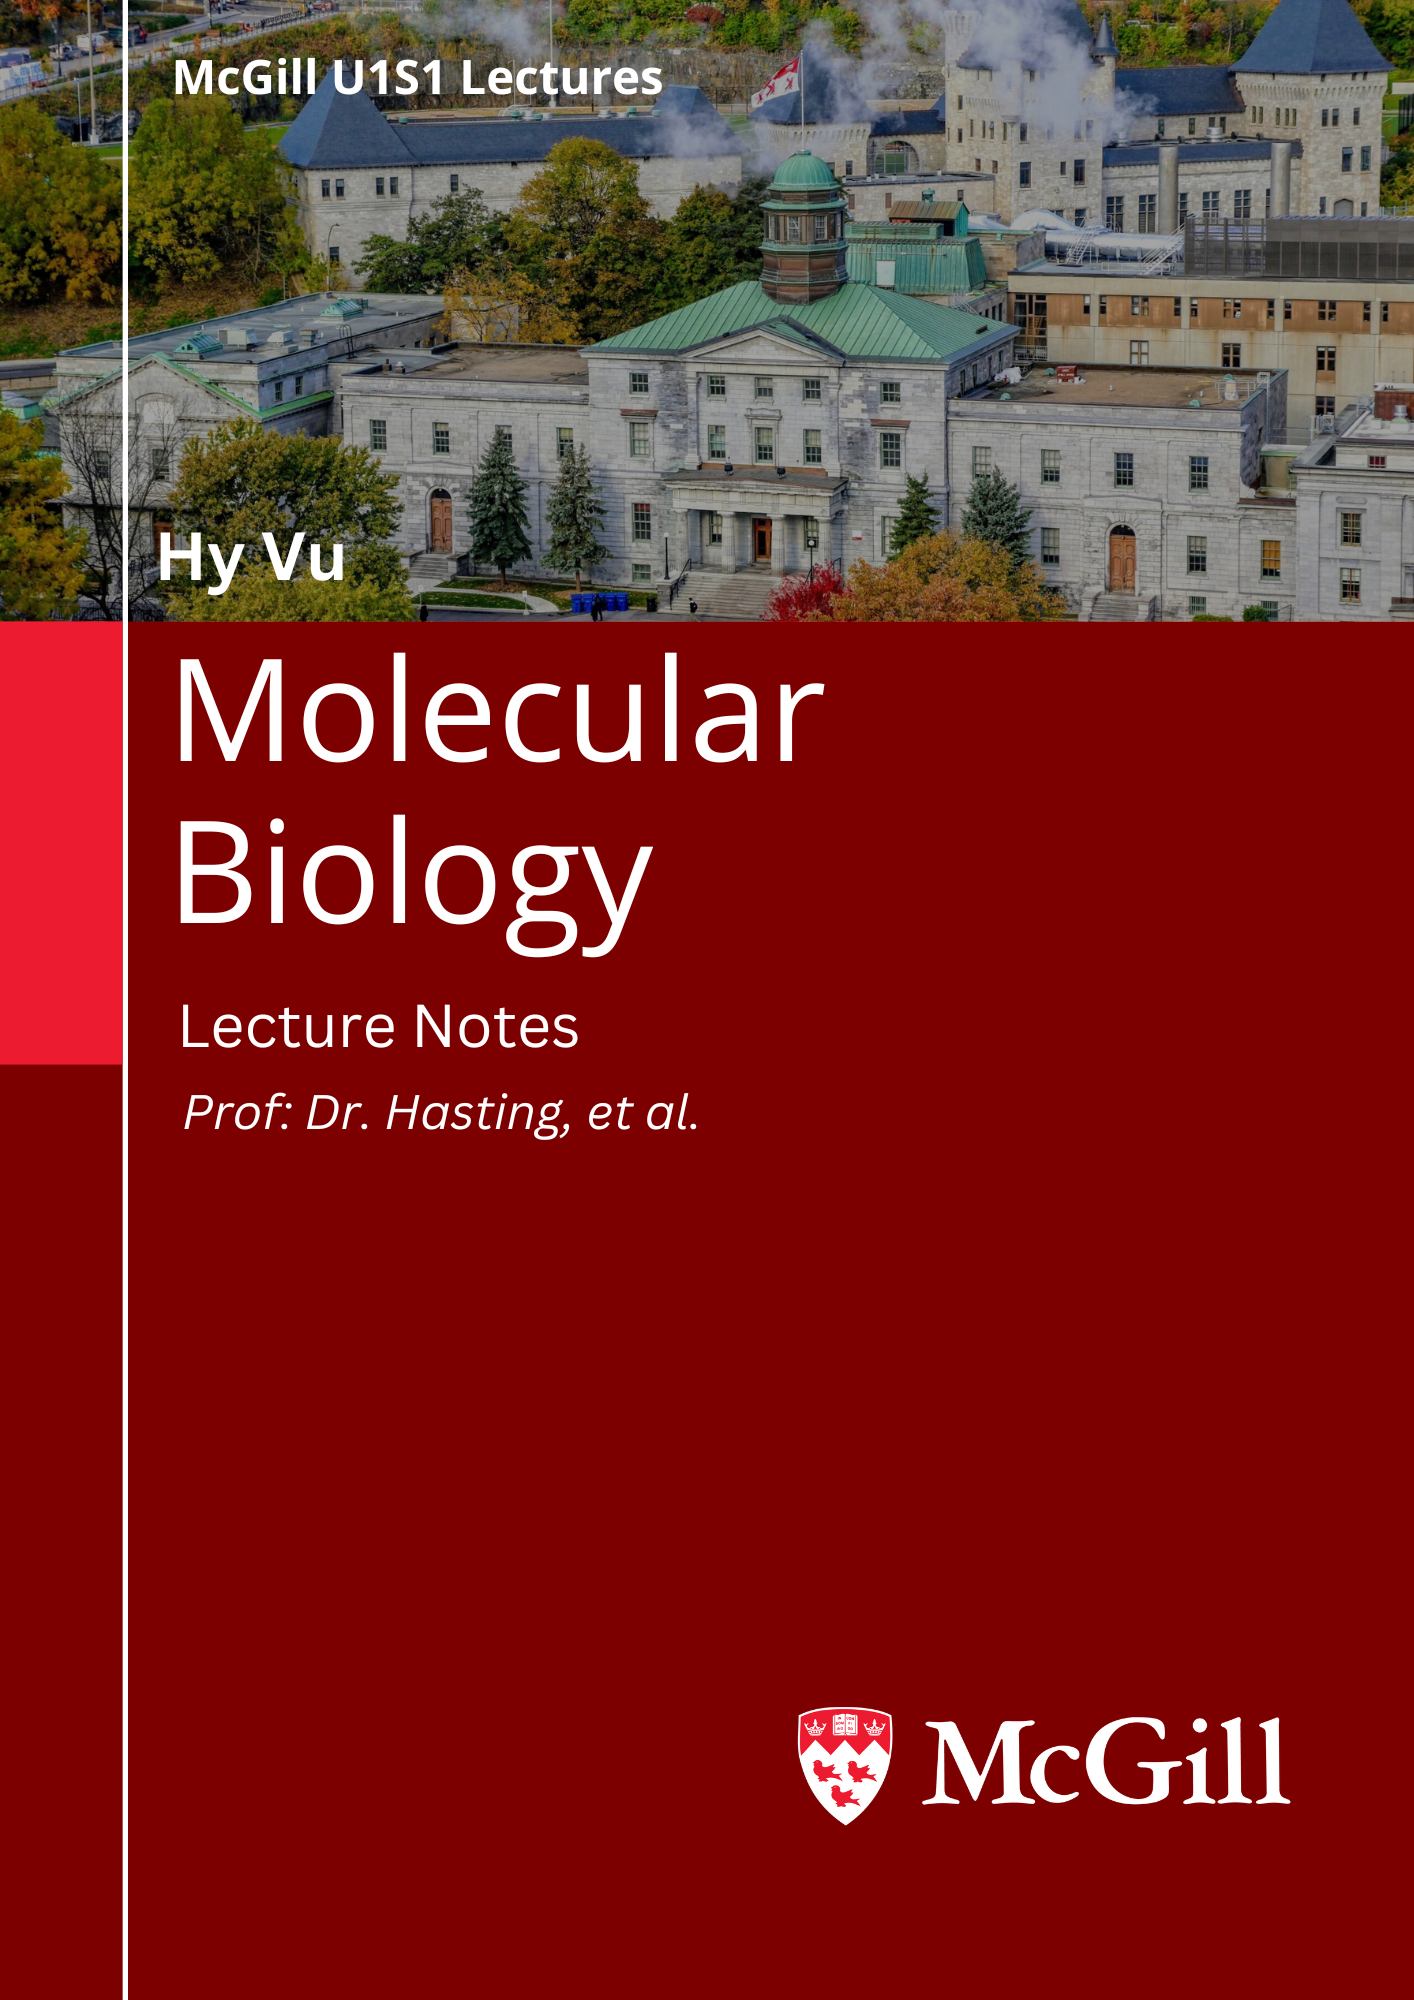 McGill U1S1 Lectures
Hy Vu
Molecular
Biology
Lecture Notes
Prof: Dr. Hasting, et al.
McGill